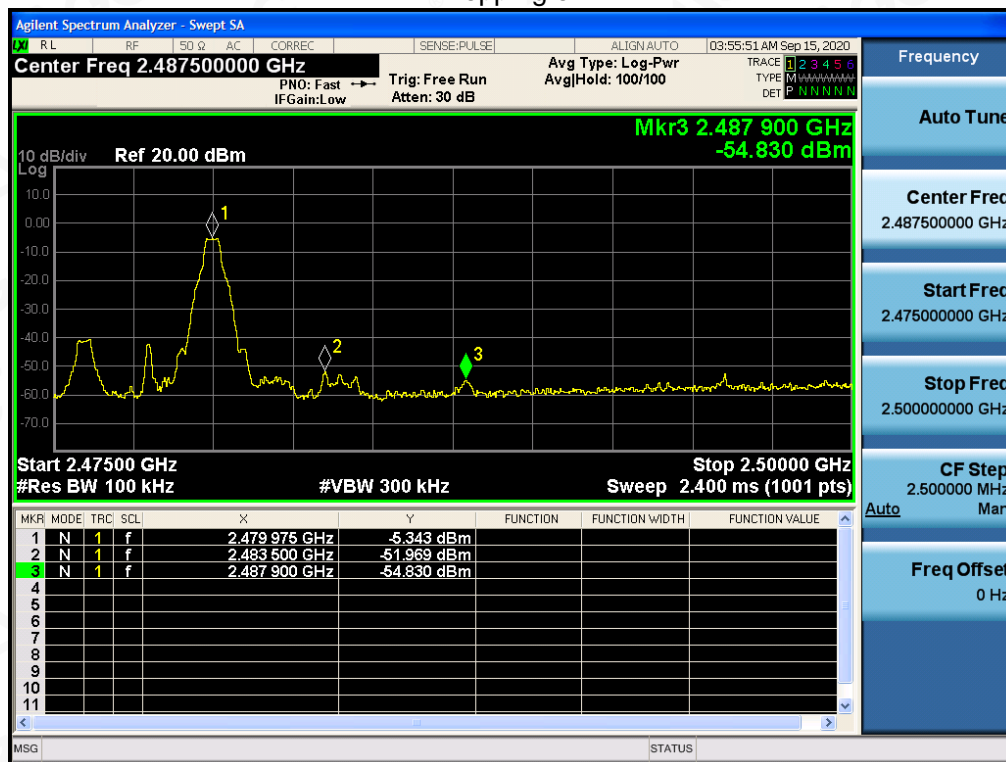 Agilent Spectrum Analyzer - Swept SA
LXI RL RF 50 Ω AC CORREC SENSE:PULSE ALIGN AUTO 03:55:51 AM Sep 15, 2020
Center Freq 2.487500000 GHz
PNO: Fast
IFGain:Low
Trig: Free Run
Atten: 30 dB
Avg Type: Log-Pwr
Avg|Hold: 100/100
TRACE 1 2 3 4 5 6
TYPE M
DET P N N N N N
Mkr3 2.487 900 GHz
-54.830 dBm
10 dB/div Ref 20.00 dBm
Log
10.0
0.00
-10.0
-20.0
-30.0
-40.0
-50.0
-60.0
-70.0
1
2
3
Start 2.47500 GHz Stop 2.50000 GHz
#Res BW 100 kHz #VBW 300 kHz Sweep 2.400 ms (1001 pts)
MKR MODE TRC SCL X Y FUNCTION FUNCTION WIDTH FUNCTION VALUE
1 N 1 f 2.479 975 GHz -5.343 dBm
2 N 1 f 2.483 500 GHz -51.969 dBm
3 N 1 f 2.487 900 GHz -54.830 dBm
4
5
6
7
8
9
10
11
MSG STATUS
Frequency
Auto Tune
Center Freq
2.487500000 GHz
Start Freq
2.475000000 GHz
Stop Freq
2.500000000 GHz
CF Step
2.500000 MHz
Auto Man
Freq Offset
0 Hz